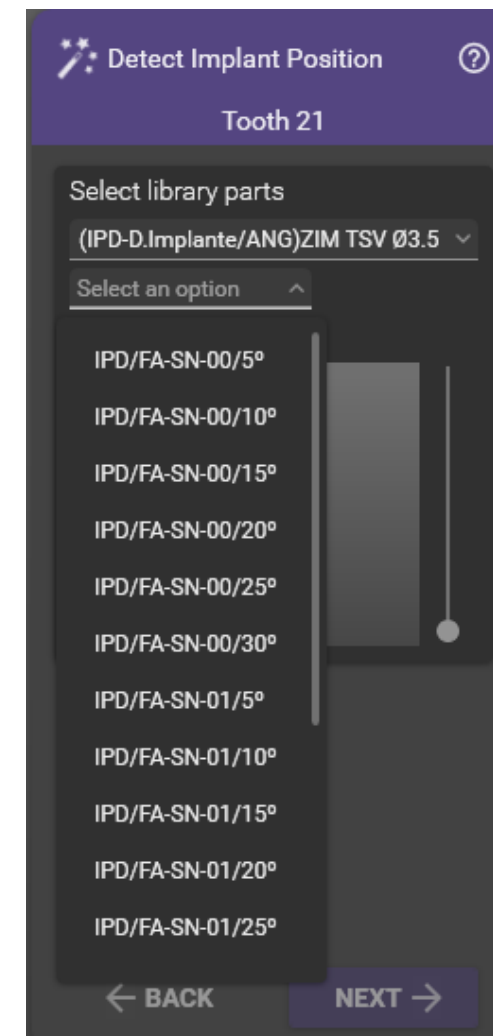 Detect Implant Position
Tooth 21
Select library parts
(IPD-D.Implante/ANG)ZIM TSV Ø3.5
Select an option
IPD/FA-SN-00/5º
IPD/FA-SN-00/10º
IPD/FA-SN-00/15º
IPD/FA-SN-00/20º
IPD/FA-SN-00/25º
IPD/FA-SN-00/30º
IPD/FA-SN-01/5º
IPD/FA-SN-01/10º
IPD/FA-SN-01/15º
IPD/FA-SN-01/20º
IPD/FA-SN-01/25º
BACK NEXT